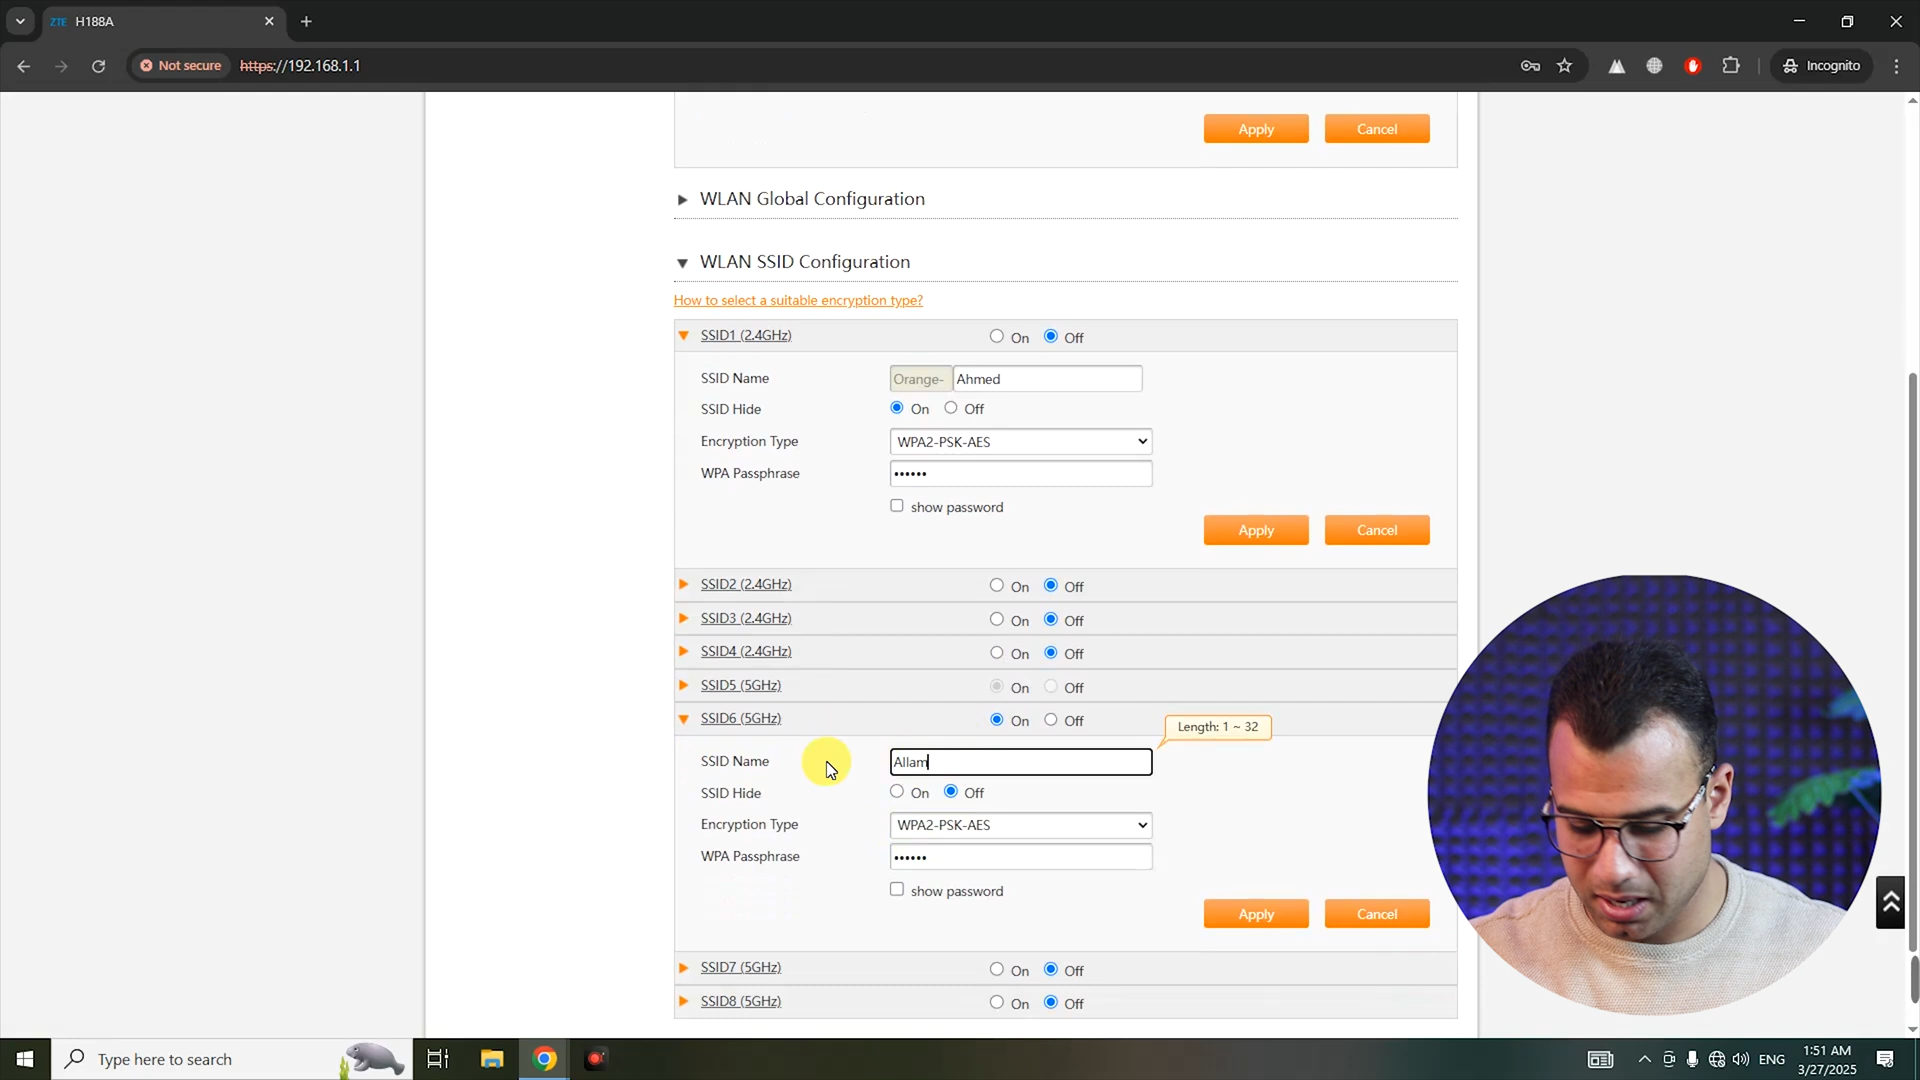 ZTE H188A
Not secure https://192.168.1.1 Incognito
Apply Cancel
WLAN Global Configuration
WLAN SSID Configuration
How to select a suitable encryption type?
SSID1 (2.4GHz) On Off
SSID Name Orange- Ahmed
SSID Hide On Off
Encryption Type WPA2-PSK-AES
WPA Passphrase ••••••
show password
Apply Cancel
SSID2 (2.4GHz) On Off
SSID3 (2.4GHz) On Off
SSID4 (2.4GHz) On Off
SSID5 (5GHz) On Off
SSID6 (5GHz) On Off Length: 1 ~ 32
SSID Name Allam
SSID Hide On Off
Encryption Type WPA2-PSK-AES
WPA Passphrase ••••••
show password
Apply Cancel
SSID7 (5GHz) On Off
SSID8 (5GHz) On Off
Type here to search ENG 1:51 AM
3/27/2025